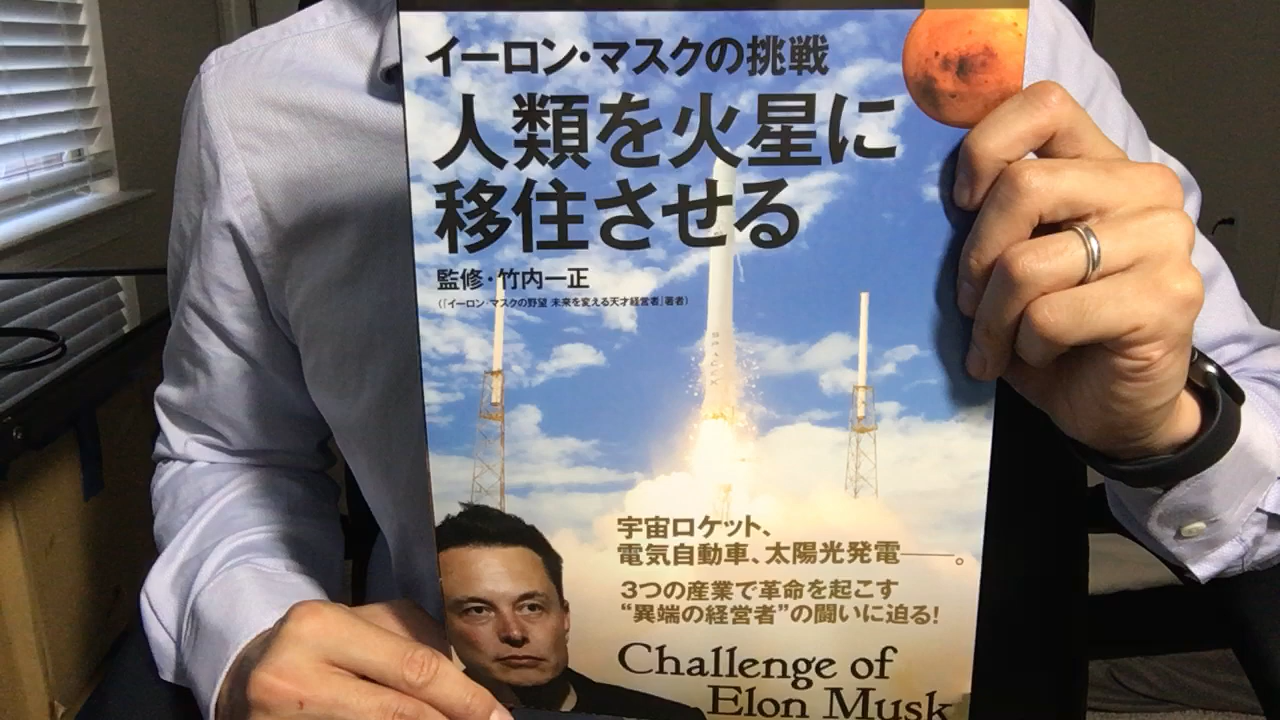 イーロン・マスクの挑戦
人類を火星に
移住させる
監修・竹内一正
(『イーロン・マスクの野望 未来を変える天才経営者』著者)
宇宙ロケット、
電気自動車、太陽光発電――。
3つの産業で革命を起こす
“異端の経営者”の闘いに迫る!
Challenge of
Elon Musk